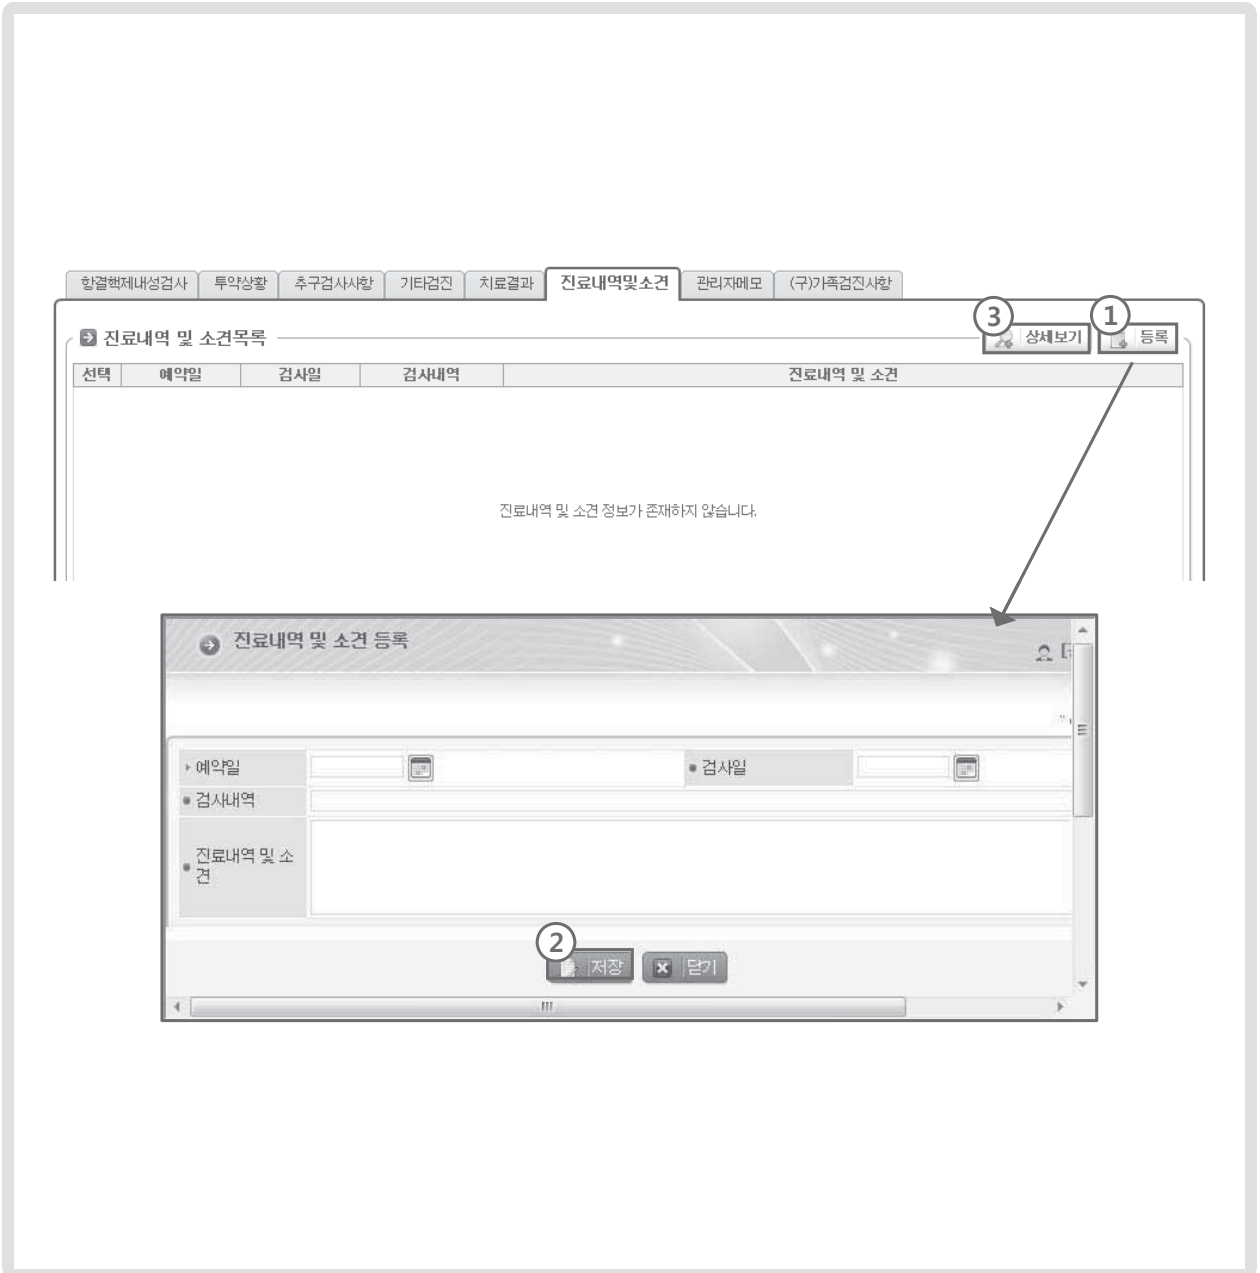 항결핵제내성검사 투약상황 추구검사사항 기타검진 치료결과 진료내역및소견 관리자메모 (구)가족검진사항
진료내역 및 소견목록 ③ 상세보기 ① 등록
선택 예약일 검사일 검사내역 진료내역 및 소견
진료내역 및 소견 정보가 존재하지 않습니다.
진료내역 및 소견 등록
예약일 검사일
검사내역
진료내역 및 소
견
② 저장 닫기